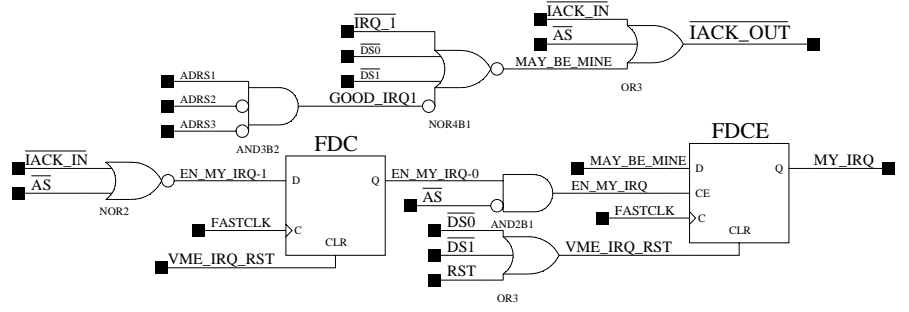 IACK_IN
IRQ_1
AS
IACK_OUT
DS0
DS1
MAY_BE_MINE
OR3
ADRS1
ADRS2
GOOD_IRQ1
NOR4B1
ADRS3
AND3B2
FDC
FDCE
IACK_IN
AS
NOR2
EN_MY_IRQ-1
D
Q
EN_MY_IRQ-0
AS
AND2B1
EN_MY_IRQ
MAY_BE_MINE
D
Q
MY_IRQ
CE
FASTCLK
C
CLR
VME_IRQ_RST
FASTCLK
C
CLR
DS0
DS1
RST
OR3
VME_IRQ_RST